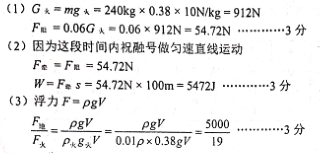 (1) G火=mg火=240kg×0.38×10N/kg=912N
F阻=0.06G火=0.06×912N=54.72N …………3分
(2) 因为这段时间内祝融号做匀速直线运动
F牵=F阻=54.72N
W=F牵s=54.72N×100m=5472J …………3分
(3) 浮力F=ρgV
F地/F火=ρgV/ρ火g火V=ρgV/0.01ρ×0.38gV=5000/19 …………3分